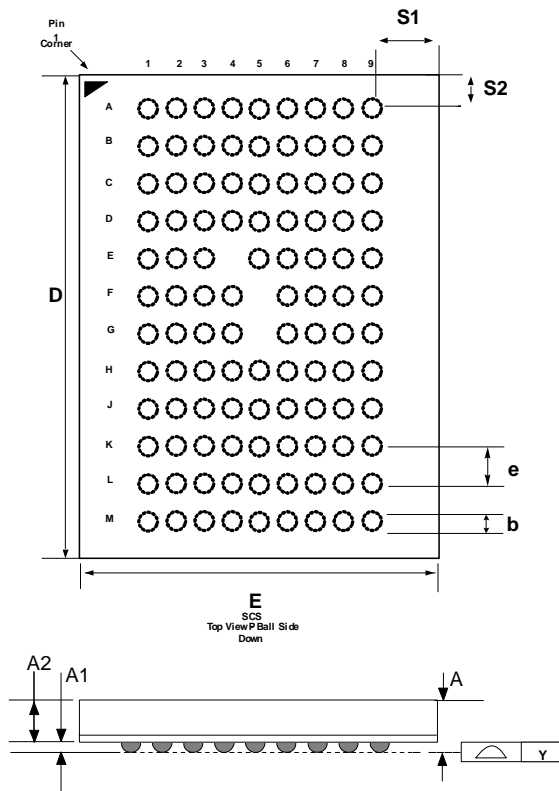 S1
Pin
1
Corner
1 2 3 4 5 6 7 8 9
S2
A
B
C
D
E
D
F
G
H
J
K
e
L
b
M
E
SCS
Top ViewP Ball Side
Down
A2
A1
A
Y